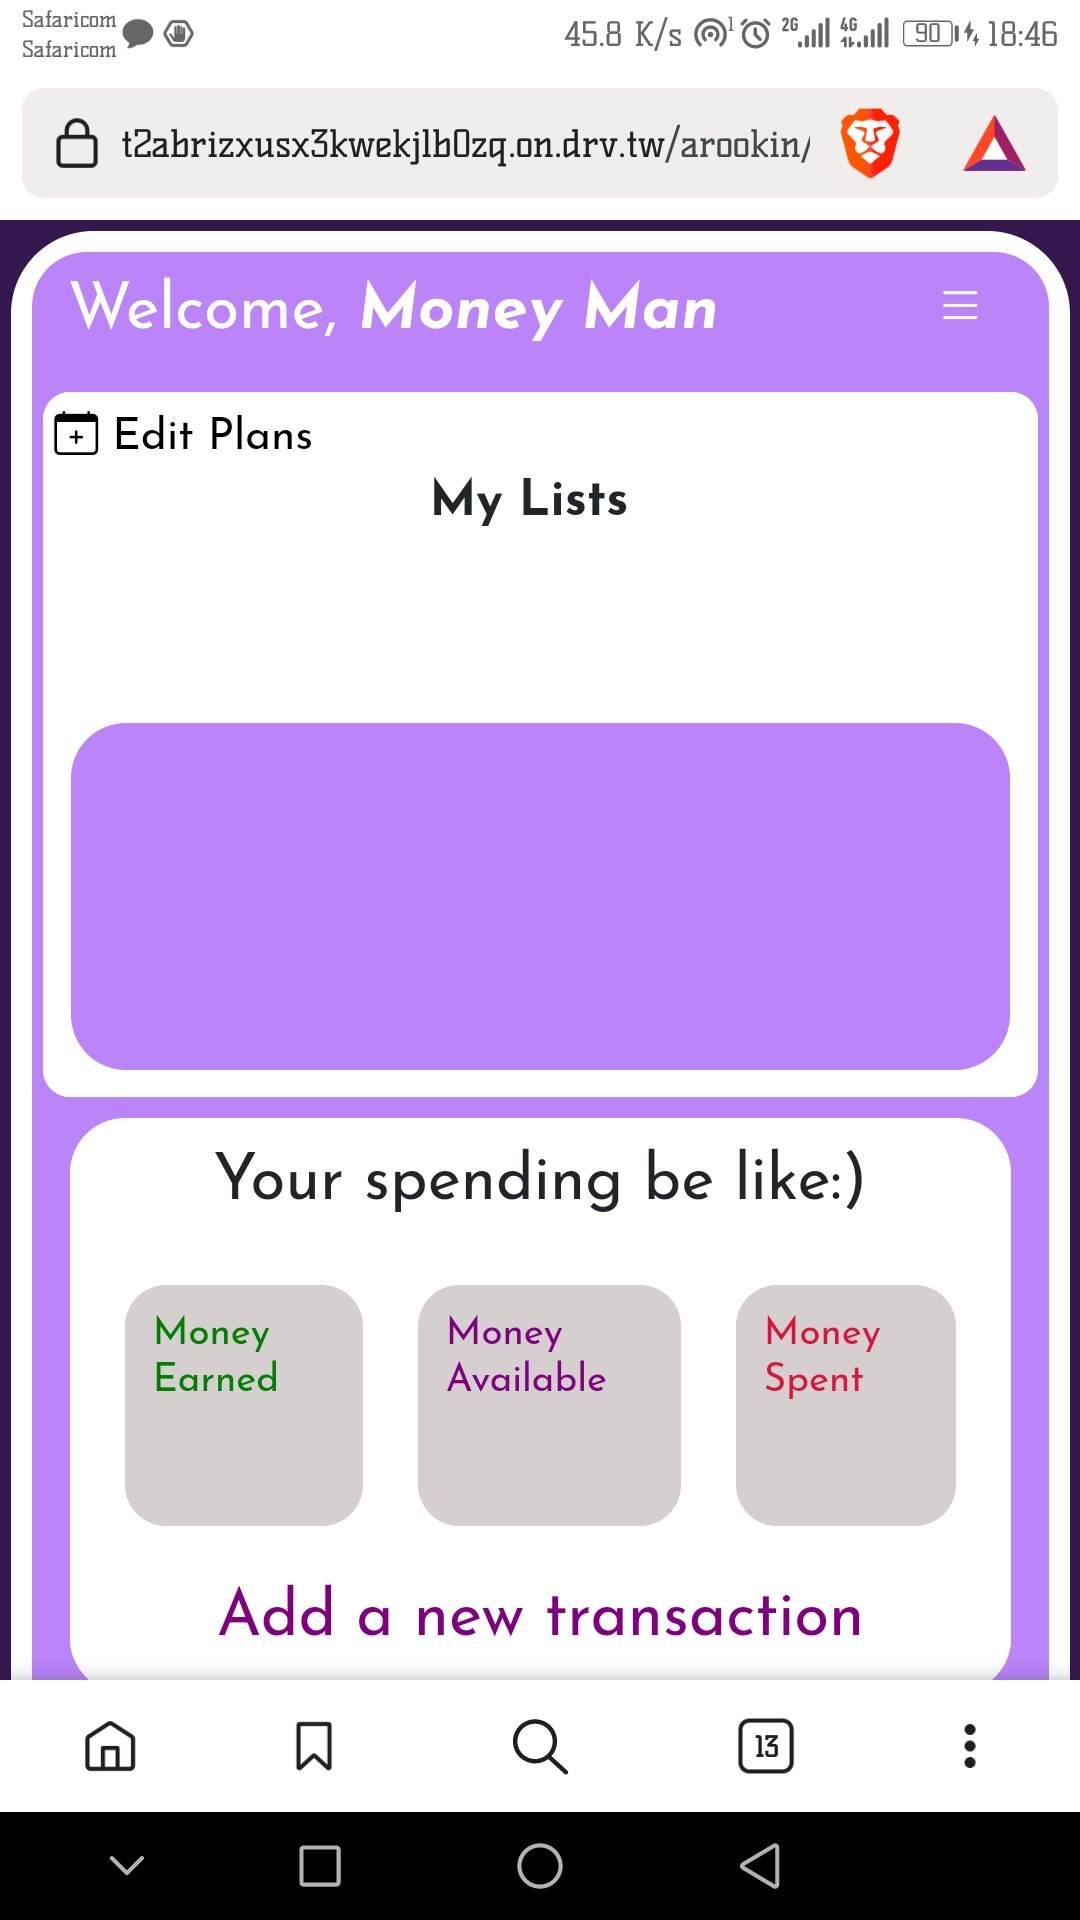 Safaricom
Safaricom
45.8 K/s 1 2G 4G 90 18:46
t2abrizxusx3kwekjlb0zq.on.drv.tw/arookin/
Welcome, Money Man
Edit Plans
My Lists
Your spending be like:)
Money
Earned
Money
Available
Money
Spent
Add a new transaction
13